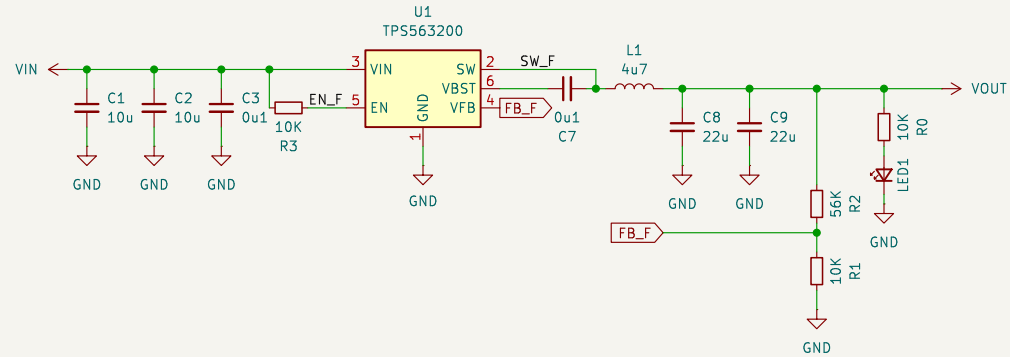 U1
TPS563200
VIN
3
VIN
SW
2
SW_F
L1
4u7
6
VBST
EN_F
5
EN
VFB
4
FB_F
GND
1
GND
C1
10u
GND
C2
10u
GND
C3
0u1
GND
10K
R3
0u1
C7
VOUT
C8
22u
GND
C9
22u
GND
10K
R0
LED1
GND
56K
R2
FB_F
10K
R1
GND